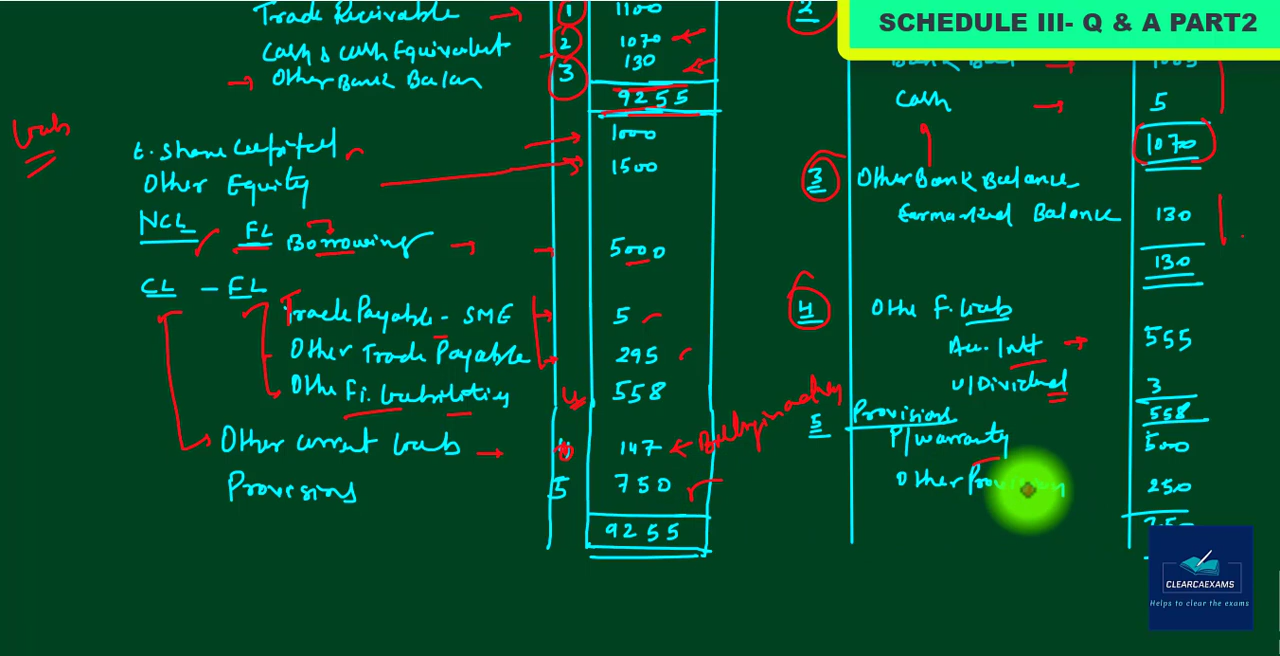 SCHEDULE III- Q & A PART2
Trade Receivable 1 1100
Cash & cash Equivalent 2 1070
Other Bank Balan 3 130
9255
Liab
E. Share Capital 1000
Other Equity 1500
NCL FL Borrowing 5000
CL - FL
Trade Payable - SME 5
Other Trade Payable 295
Othe Fi. Liabilities 4 558
Other current Liab 147
Provisions 5 750
9255
2
Cash 5
1070
3 Other Bank Balance
Earmarked Balance 130
130
4 Othe F. Liab
Acc. Int 555
U/Dividend 3
558
5 Provisions
P/warranty 500
Other 250
CLEARCAEXAMS
Helps to clear the exams